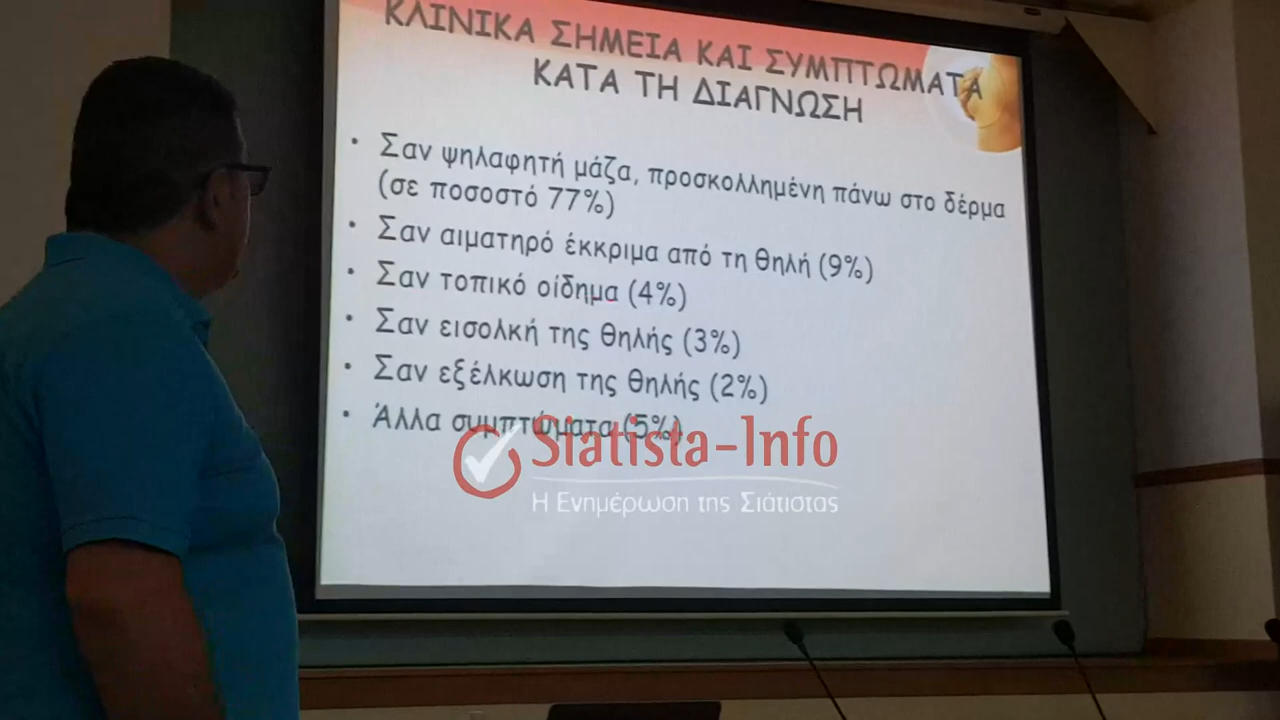 ΚΛΙΝΙΚΑ ΣΗΜΕΙΑ ΚΑΙ ΣΥΜΠΤΩΜΑΤΑ
ΚΑΤΑ ΤΗ ΔΙΑΓΝΩΣΗ
• Σαν ψηλαφητή μάζα, προσκολλημένη πάνω στο δέρμα
(σε ποσοστό 77%)
• Σαν αιματηρό έκκριμα από τη θηλή (9%)
• Σαν τοπικό οίδημα (4%)
• Σαν εισολκή της θηλής (3%)
• Σαν εξέλκωση της θηλής (2%)
• Άλλα συμπτώματα (5%)
Siatista-Info
Η Ενημέρωση της Σιάτιστας